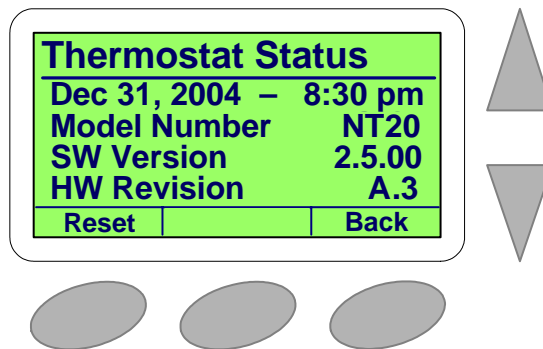 Thermostat Status
Dec 31, 2004 – 8:30 pm
Model Number NT20
SW Version 2.5.00
HW Revision A.3
Reset Back